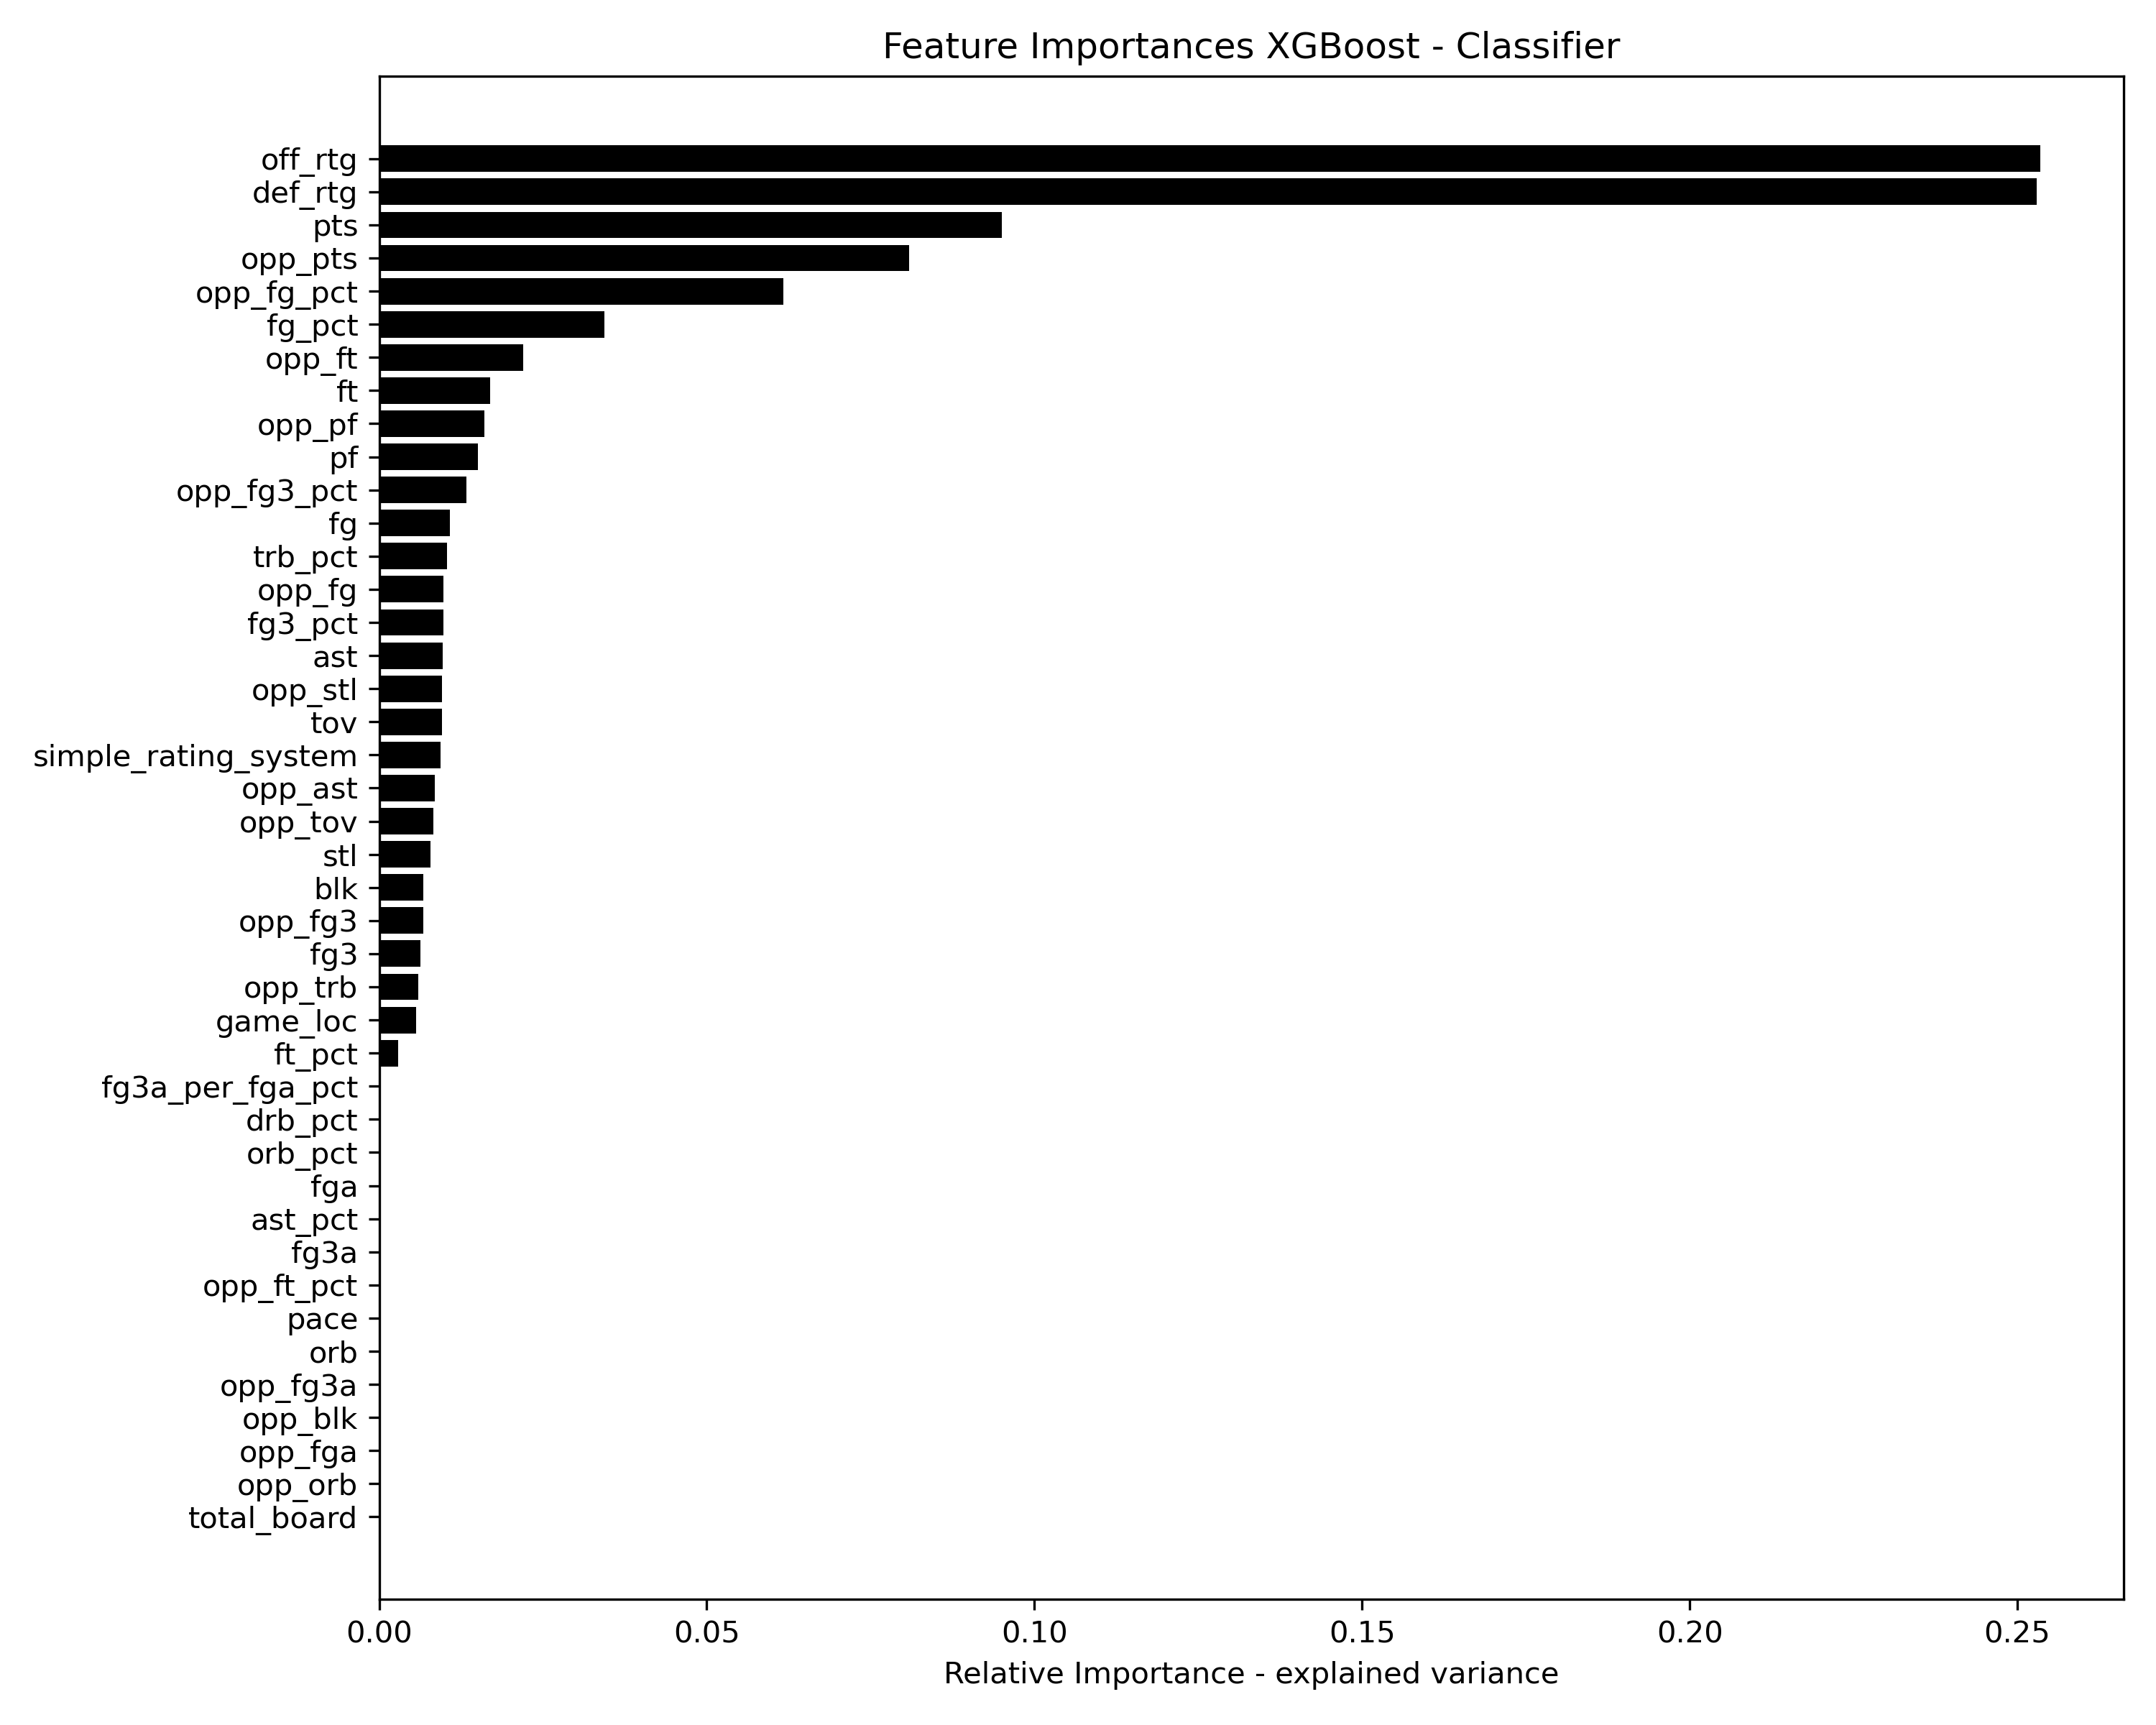 Feature Importances XGBoost - Classifier
off_rtg
def_rtg
pts
opp_pts
opp_fg_pct
fg_pct
opp_ft
ft
opp_pf
pf
opp_fg3_pct
fg
trb_pct
opp_fg
fg3_pct
ast
opp_stl
tov
simple_rating_system
opp_ast
opp_tov
stl
blk
opp_fg3
fg3
opp_trb
game_loc
ft_pct
fg3a_per_fga_pct
drb_pct
orb_pct
fga
ast_pct
fg3a
opp_ft_pct
pace
orb
opp_fg3a
opp_blk
opp_fga
opp_orb
total_board
0.00 0.05 0.10 0.15 0.20 0.25
Relative Importance - explained variance